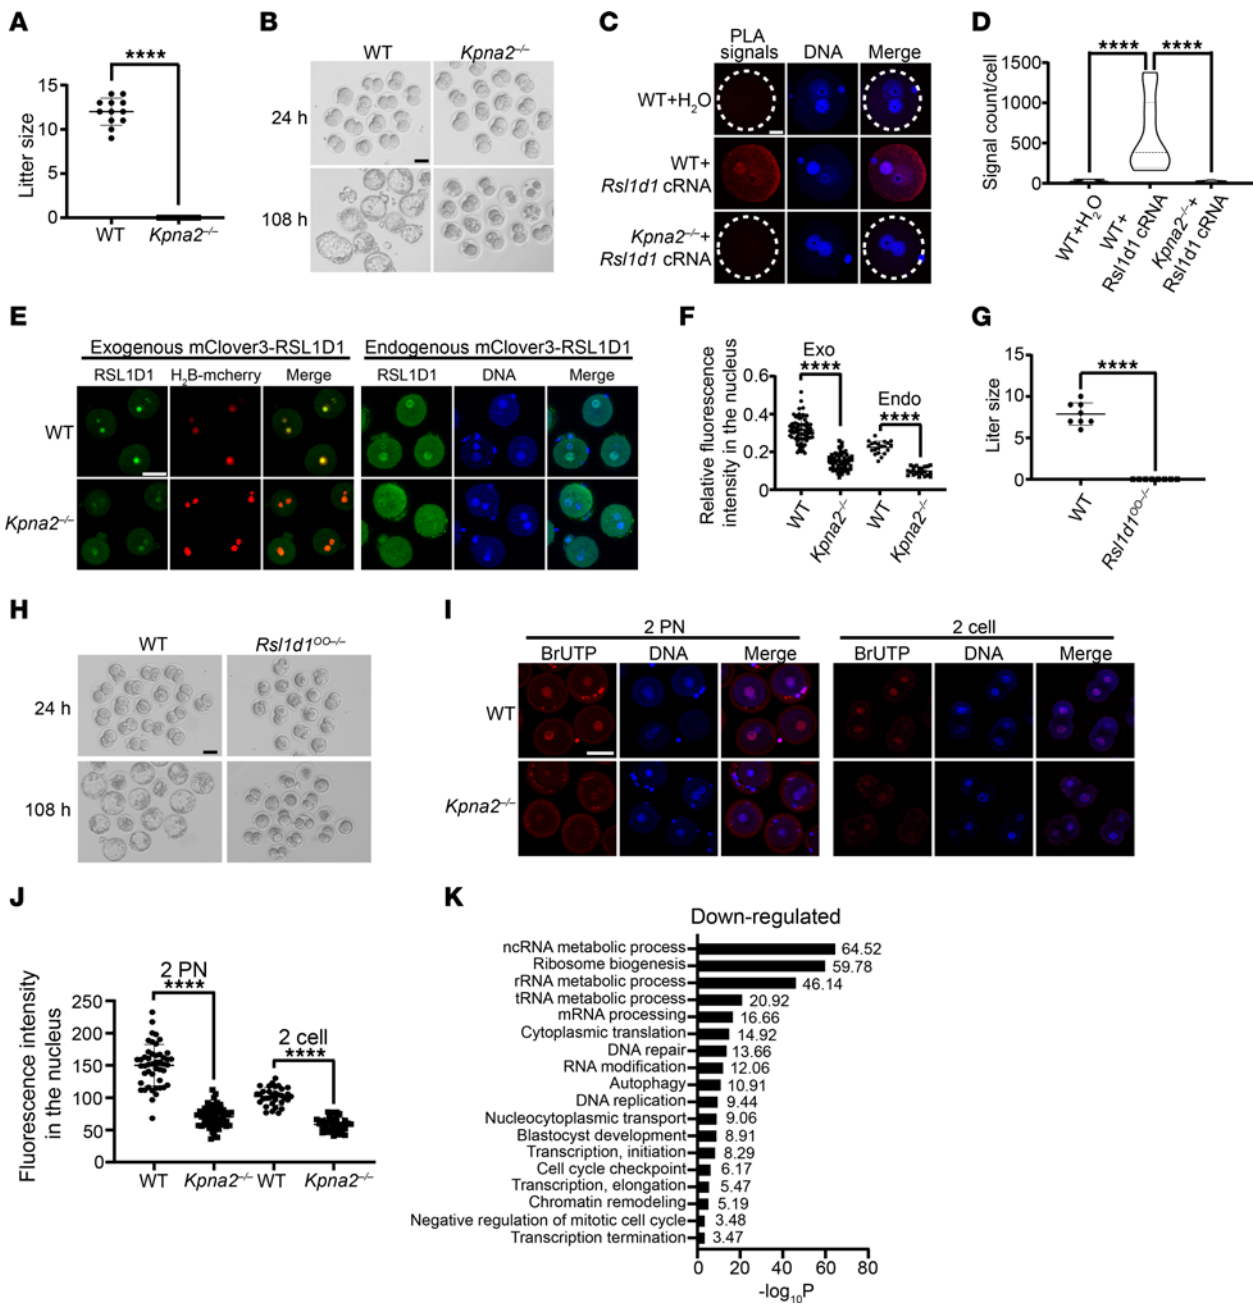 A
****
Litter size
15
10
5
0
WT
Kpna2–/–
B
WT
Kpna2–/–
24 h
108 h
C
PLA signals
DNA
Merge
WT+H2O
WT+
Rsl1d1 cRNA
Kpna2–/–+
Rsl1d1 cRNA
D
**** ****
Signal count/cell
1500
1000
500
0
WT+H2O
WT+
Rsl1d1 cRNA
Kpna2–/–+
Rsl1d1 cRNA
E
Exogenous mClover3-RSL1D1
RSL1D1 H2B-mcherry Merge
Endogenous mClover3-RSL1D1
RSL1D1 DNA Merge
WT
Kpna2–/–
F
Exo
****
Endo
****
Relative fluorescence
intensity in the nucleus
0.6
0.4
0.2
0
WT
Kpna2–/–
WT
Kpna2–/–
G
****
Liter size
15
10
5
0
WT
Rsl1d1OO–/–
H
WT
Rsl1d1OO–/–
24 h
108 h
I
2 PN
BrUTP DNA Merge
2 cell
BrUTP DNA Merge
WT
Kpna2–/–
J
2 PN
****
2 cell
****
Fluorescence intensity
in the nucleus
250
200
150
100
50
0
WT Kpna2–/– WT Kpna2–/–
K
Down-regulated
ncRNA metabolic process 64.52
Ribosome biogenesis 59.78
rRNA metabolic process 46.14
tRNA metabolic process 20.92
mRNA processing 16.66
Cytoplasmic translation 14.92
DNA repair 13.66
RNA modification 12.06
Autophagy 10.91
DNA replication 9.44
Nucleocytoplasmic transport 9.06
Blastocyst development 8.91
Transcription, initiation 8.29
Cell cycle checkpoint 6.17
Transcription, elongation 5.47
Chromatin remodeling 5.19
Negative regulation of mitotic cell cycle 3.48
Transcription termination 3.47
0 20 40 60 80
-log10P